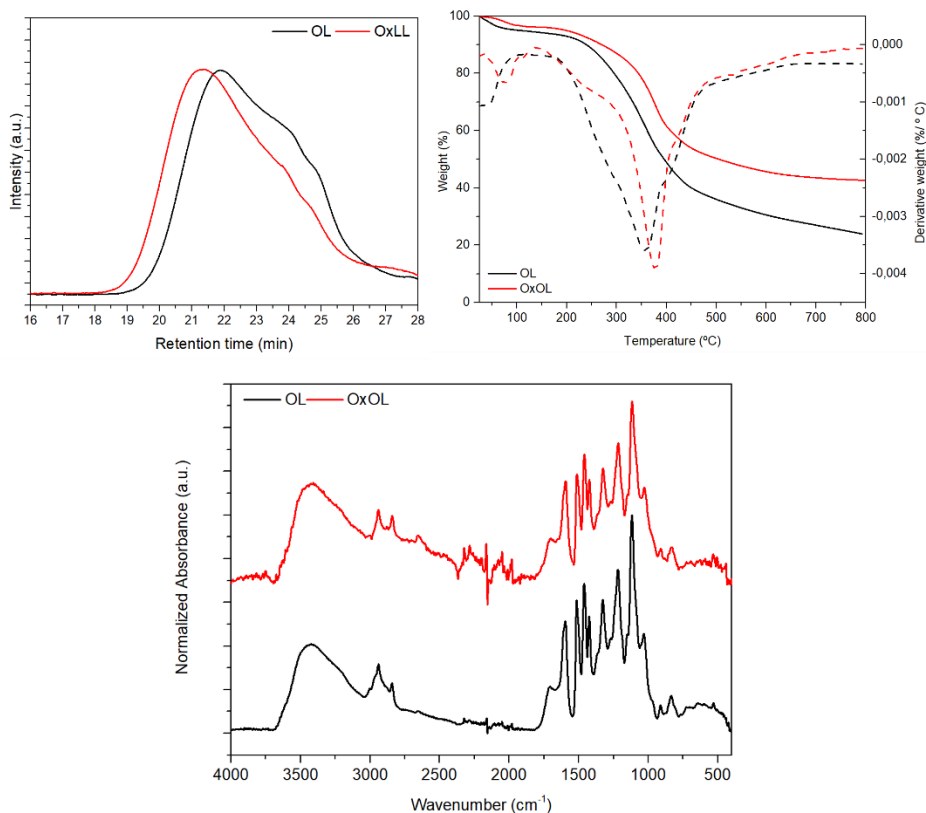 OL OxLL
Intensity (a.u.)
16 17 18 19 20 21 22 23 24 25 26 27 28
Retention time (min)
100
80
60
40
20
0
Weight (%)
OL
OxOL
100 200 300 400 500 600 700 800
Temperature (ºC)
0,000
-0,001
-0,002
-0,003
-0,004
Derivative weight (%/ º C)
OL OxOL
Normalized Absorbance (a.u.)
4000 3500 3000 2500 2000 1500 1000 500
Wavenumber (cm⁻¹)